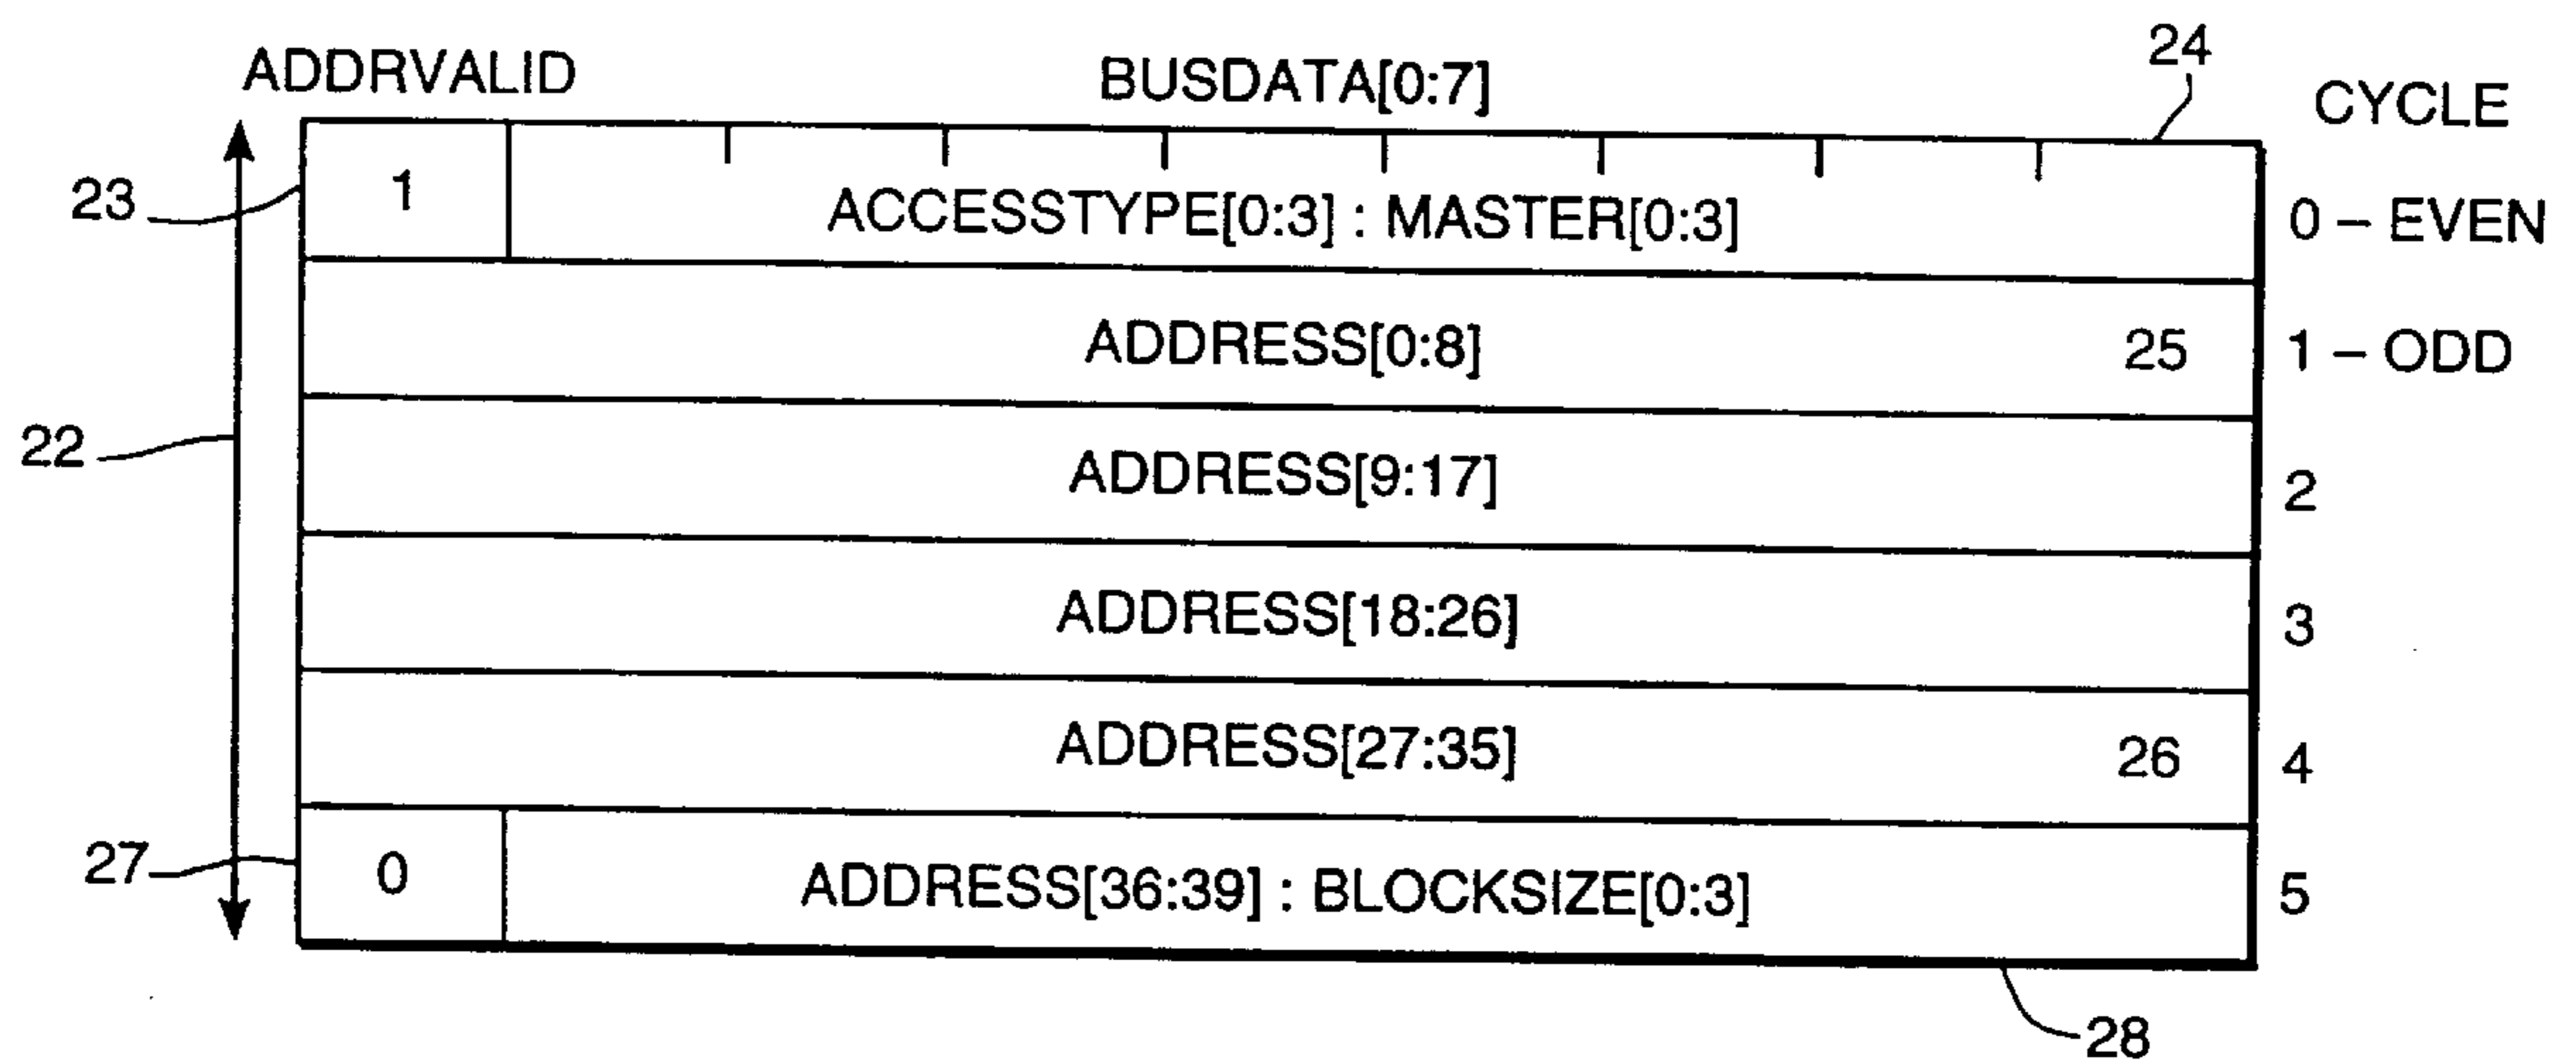 ADDRVALID BUSDATA[0:7] 24 CYCLE
23 1 ACCESSTYPE[0:3] : MASTER[0:3] 0 – EVEN
ADDRESS[0:8] 25 1 – ODD
22 ADDRESS[9:17] 2
ADDRESS[18:26] 3
ADDRESS[27:35] 26 4
27 0 ADDRESS[36:39] : BLOCKSIZE[0:3] 5
28